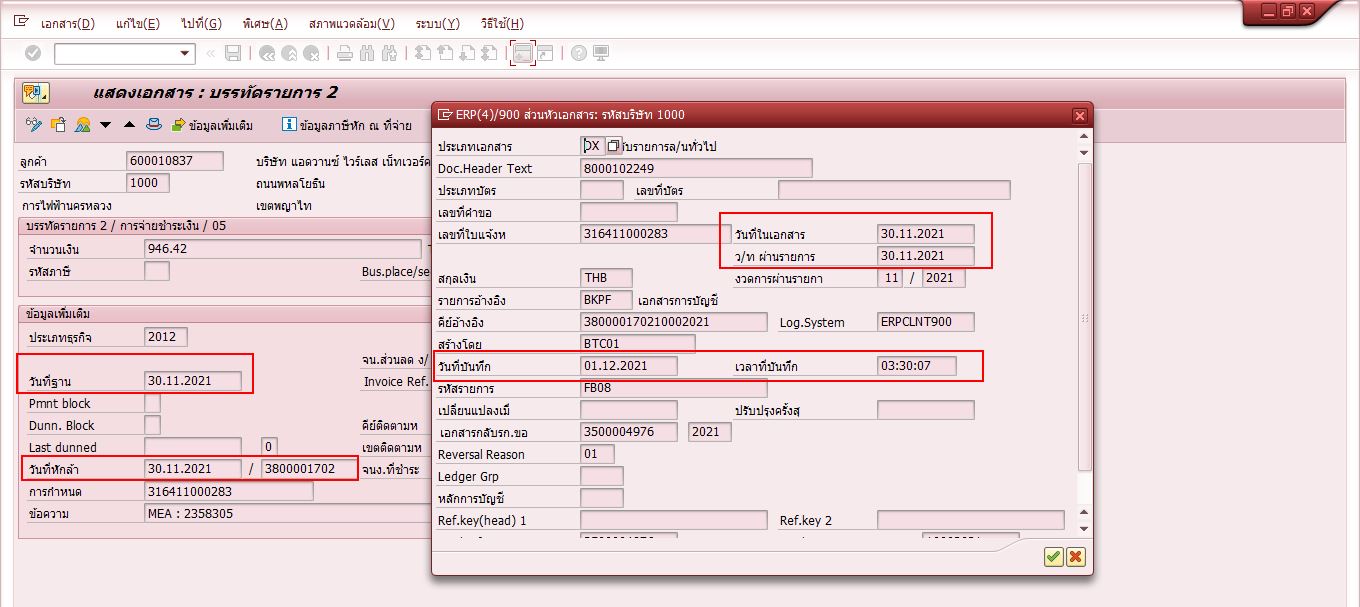 เอกสาร(D) แก้ไข(E) ไปที่(G) พิเศษ(A) สภาพแวดล้อม(V) ระบบ(Y) วิธีใช้(H)
แสดงเอกสาร : บรรทัดรายการ 2
ข้อมูลเพิ่มเติม ข้อมูลภาษีหัก ณ ที่จ่าย
ลูกค้า 600010837 บริษัท แอดวานซ์ ไวร์เลส เน็ทเวอร์ค
รหัสบริษัท 1000 ถนนพหลโยธิน
การไฟฟ้านครหลวง เขตพญาไท
บรรทัดรายการ 2 / การจ่ายชำระเงิน / 05
จำนวนเงิน 946.42
รหัสภาษี Bus.place/se
ข้อมูลเพิ่มเติม
ประเภทธุรกิจ 2012
จน.ส่วนลด ง/
วันที่ฐาน 30.11.2021 Invoice Ref.
Pmnt block
Dunn. Block คีย์ติดตามห
Last dunned 0 เขตติดตามห
วันที่หักล้า 30.11.2021 / 3800001702 จนง.ที่ชำระ
การกำหนด 316411000283
ข้อความ MEA : 2358305
ERP(4)/900 ส่วนหัวเอกสาร: รหัสบริษัท 1000
ประเภทเอกสาร DX ับรายการล/นทั่วไป
Doc.Header Text 8000102249
ประเภทบัตร เลขที่บัตร
เลขที่คำขอ
เลขที่ใบแจ้งห 316411000283 วันที่ในเอกสาร 30.11.2021
ว/ท ผ่านรายการ 30.11.2021
สกุลเงิน THB งวดการผ่านรายกา 11 / 2021
รายการอ้างอิง BKPF เอกสารการบัญชี
คีย์อ้างอิง 380000170210002021 Log.System ERPCLNT900
สร้างโดย BTC01
วันที่บันทึก 01.12.2021 เวลาที่บันทึก 03:30:07
รหัสรายการ FB08
เปลี่ยนแปลงเมื่ ปรับปรุงครั้งสุ
เอกสารกลับรก.ขอ 3500004976 2021
Reversal Reason 01
Ledger Grp
หลักการบัญชี
Ref.key(head) 1 Ref.key 2